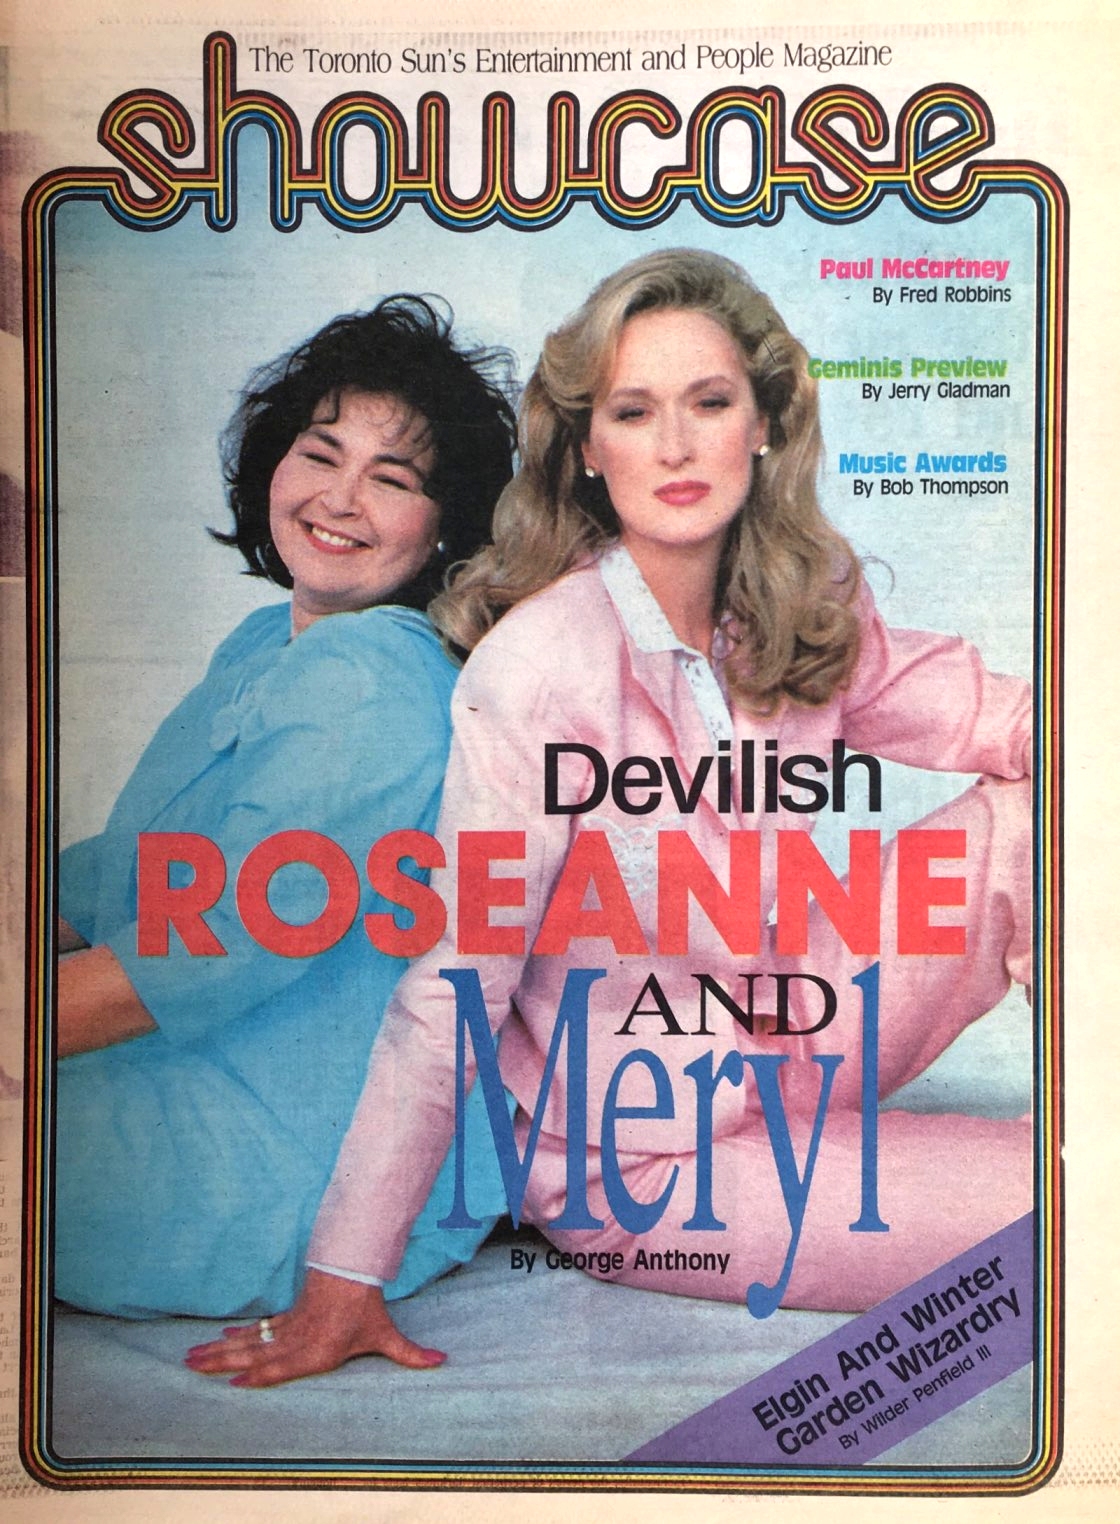 The Toronto Sun's Entertainment and People Magazine
showcase
Paul McCartney
By Fred Robbins
Geminis Preview
By Jerry Gladman
Music Awards
By Bob Thompson
Devilish
ROSEANNE
AND
Meryl
By George Anthony
Elgin And Winter
Garden Wizardry
By Wilder Penfield III